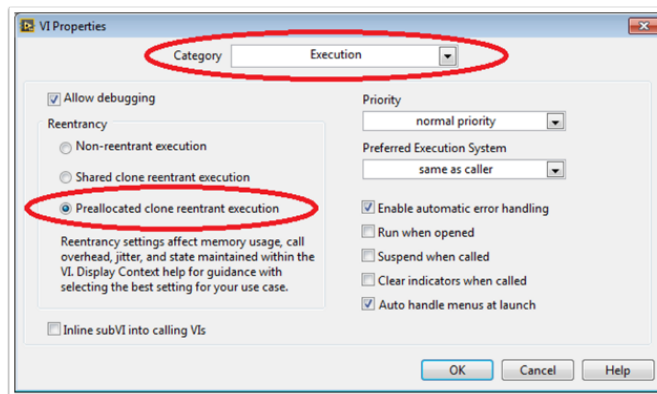 VI Properties
Category Execution
Allow debugging
Reentrancy
Non-reentrant execution
Shared clone reentrant execution
Preallocated clone reentrant execution
Reentrancy settings affect memory usage, call
overhead, jitter, and state maintained within the
VI. Display Context help for guidance with
selecting the best setting for your use case.
Inline subVI into calling VIs
Priority
normal priority
Preferred Execution System
same as caller
Enable automatic error handling
Run when opened
Suspend when called
Clear indicators when called
Auto handle menus at launch
OK Cancel Help